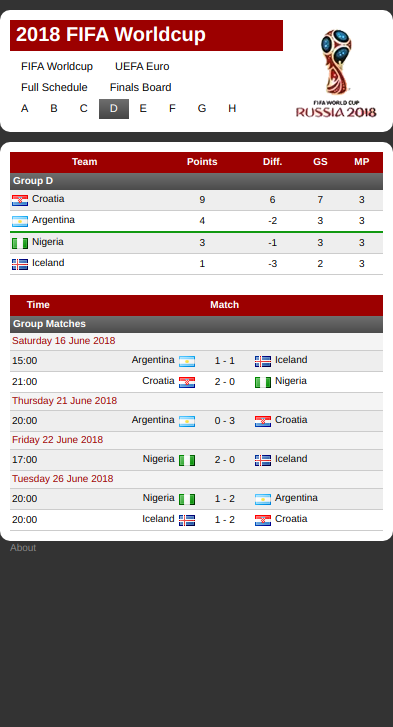 2018 FIFA Worldcup
FIFA Worldcup UEFA Euro
Full Schedule Finals Board
A B C D E F G H
FIFA WORLD CUP
RUSSIA 2018
Team Points Diff. GS MP
Group D
Croatia 9 6 7 3
Argentina 4 -2 3 3
Nigeria 3 -1 3 3
Iceland 1 -3 2 3
Time Match
Group Matches
Saturday 16 June 2018
15:00 Argentina 1 - 1 Iceland
21:00 Croatia 2 - 0 Nigeria
Thursday 21 June 2018
20:00 Argentina 0 - 3 Croatia
Friday 22 June 2018
17:00 Nigeria 2 - 0 Iceland
Tuesday 26 June 2018
20:00 Nigeria 1 - 2 Argentina
20:00 Iceland 1 - 2 Croatia
About